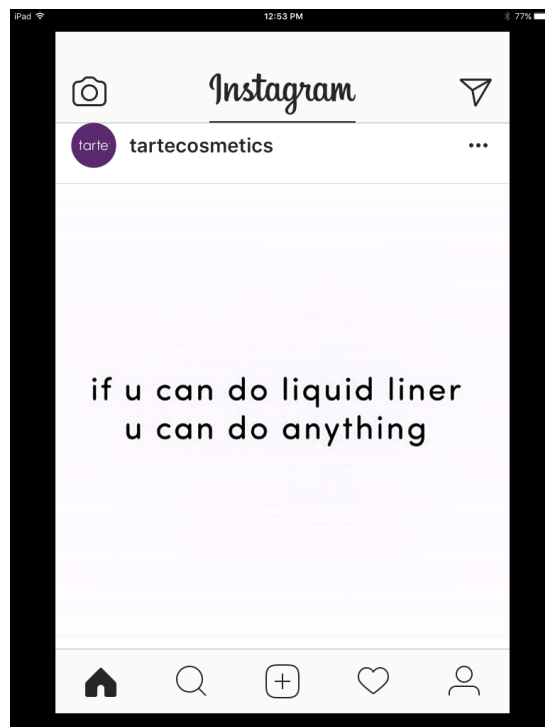 iPad 12:53 PM 77%
Instagram
tarte
tartecosmetics
if u can do liquid liner
u can do anything